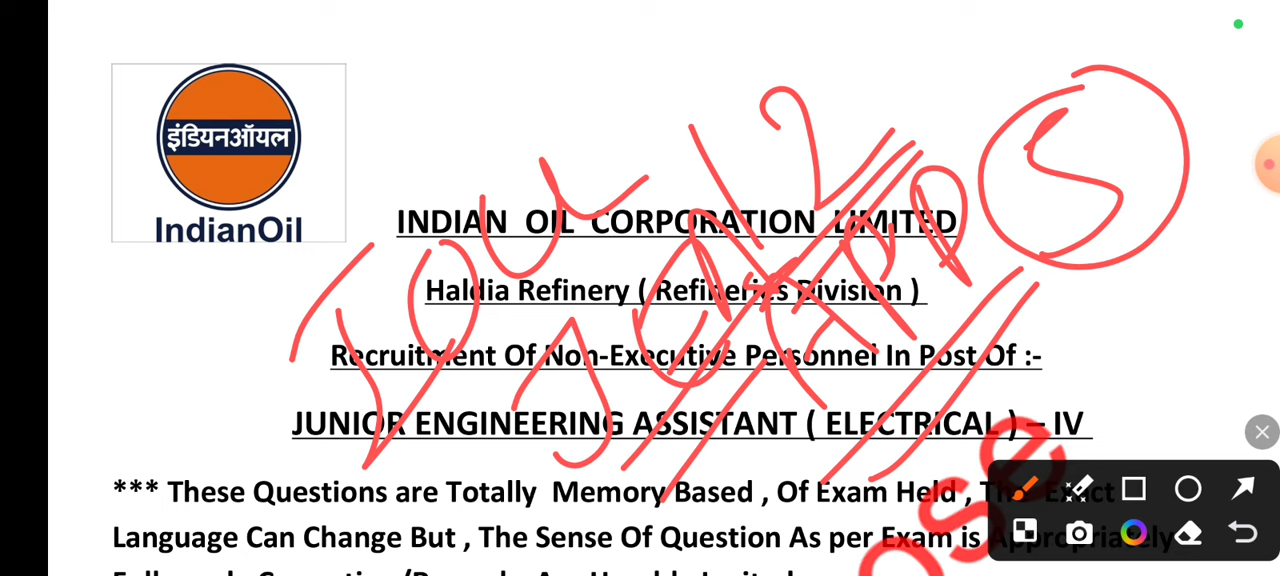 इंडियनऑयल
IndianOil
INDIAN OIL CORPORATION LIMITED
Haldia Refinery ( Refineries Division )
Recruitment Of Non-Executive Personnel In Post Of :-
JUNIOR ENGINEERING ASSISTANT ( ELECTRICAL ) – IV
*** These Questions are Totally Memory Based , Of Exam Held , The Exact
Language Can Change But , The Sense Of Question As per Exam is Appropriately